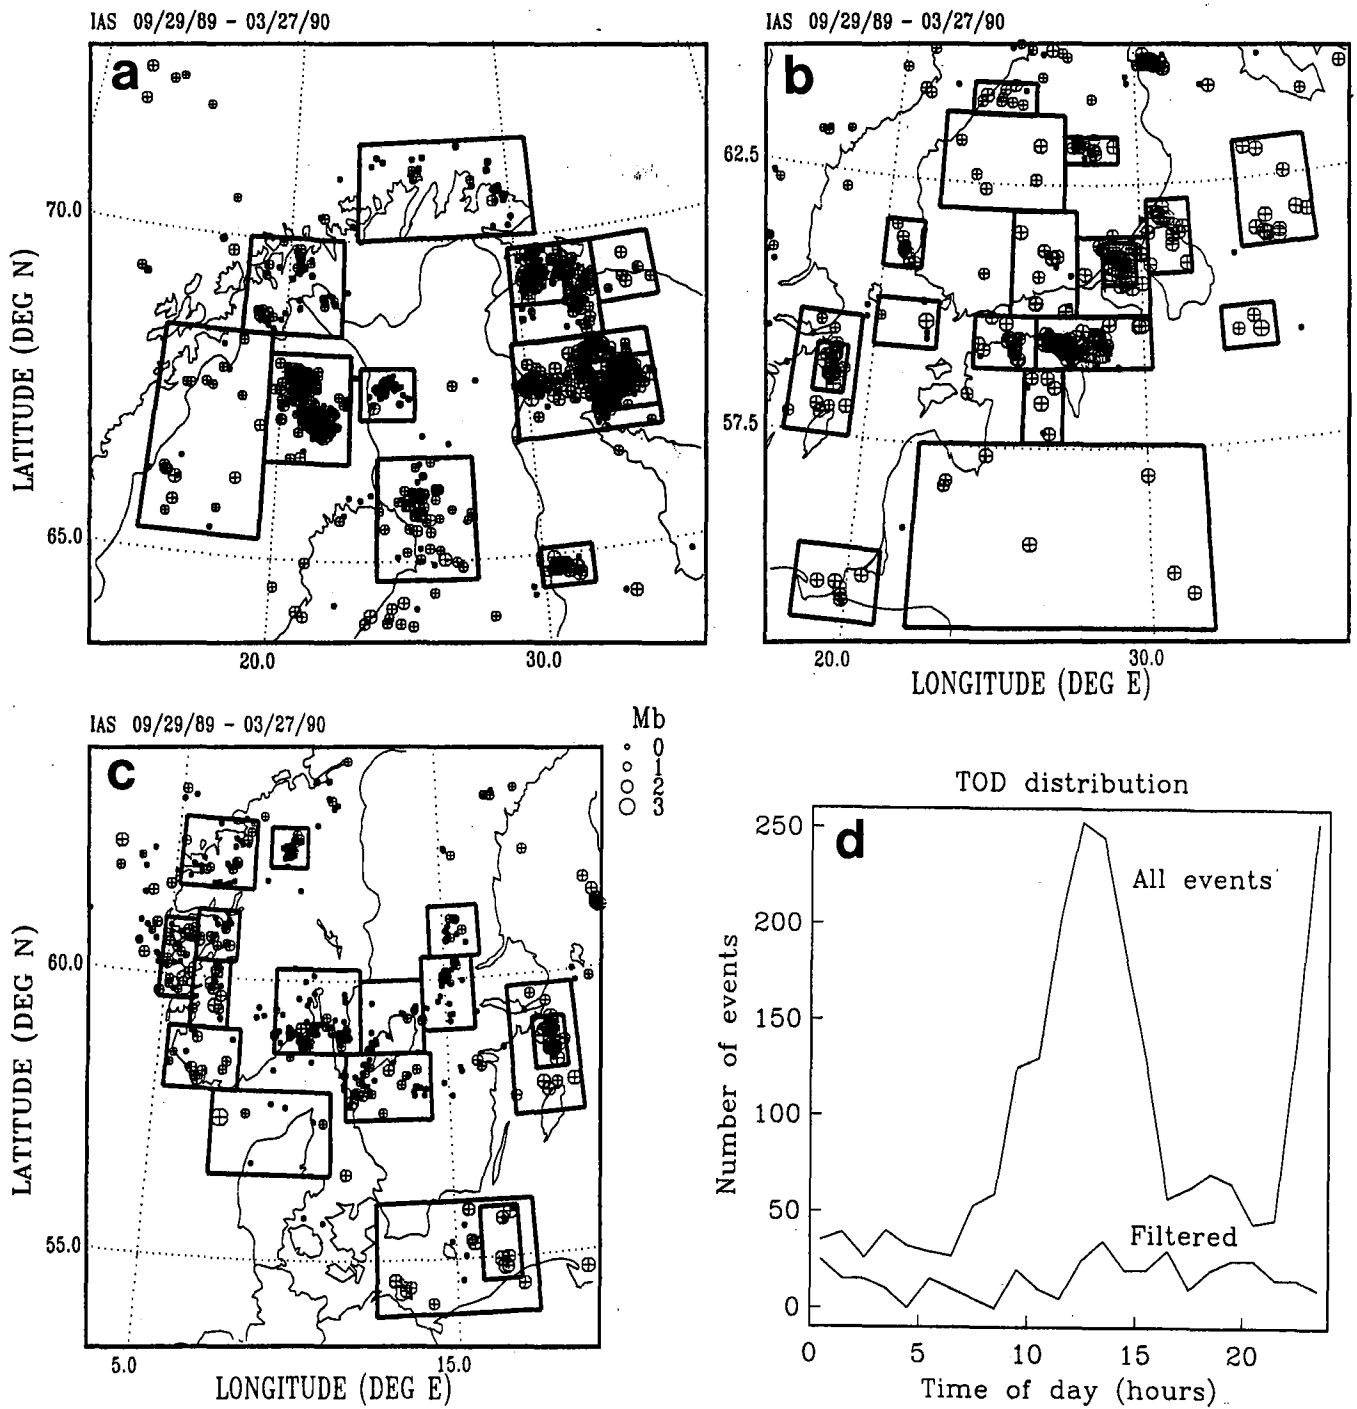 IAS 09/29/89 - 03/27/90
a
70.0
65.0
LATITUDE (DEG N)
20.0
30.0
IAS 09/29/89 - 03/27/90
b
62.5
57.5
20.0
30.0
LONGITUDE (DEG E)
IAS 09/29/89 - 03/27/90
c
Mb
0
1
2
3
60.0
55.0
LATITUDE (DEG N)
5.0
15.0
LONGITUDE (DEG E)
TOD distribution
d
250
200
150
100
50
0
Number of events
All events
Filtered
0
5
10
15
20
Time of day (hours)